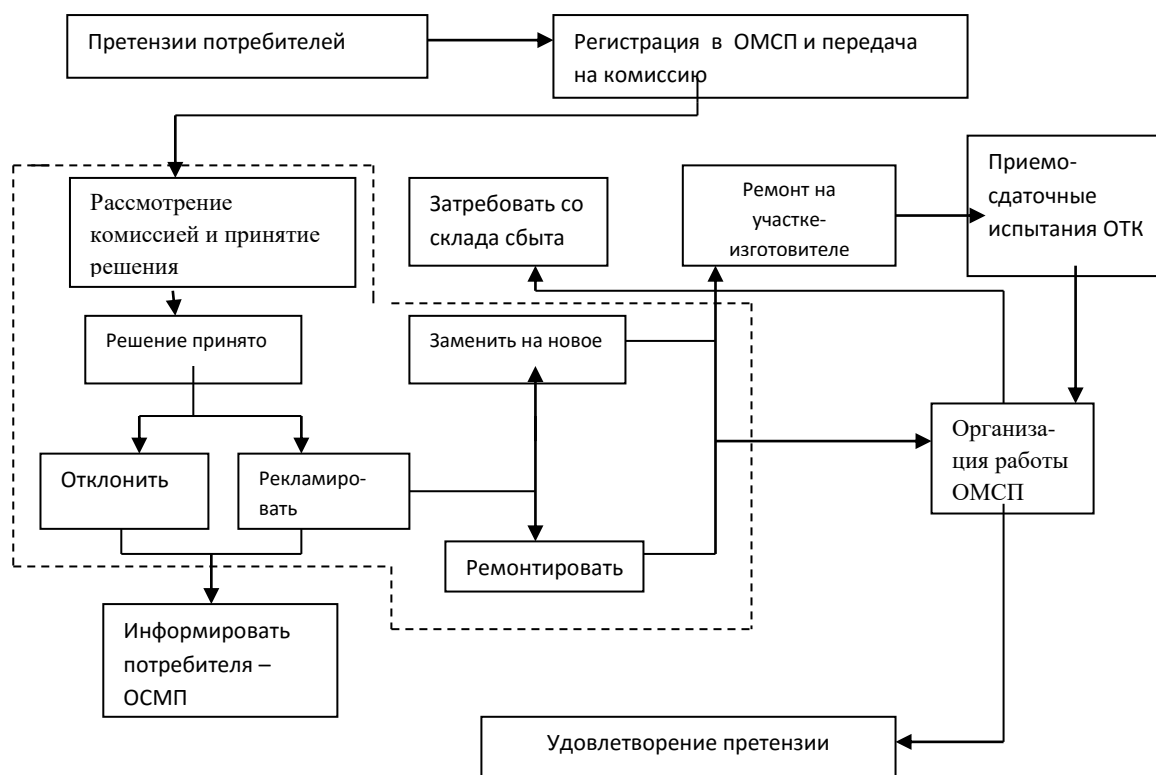 Претензии потребителей
Регистрация в ОМСП и передача
на комиссию
Рассмотрение
комиссией и принятие
решения
Затребовать со
склада сбыта
Ремонт на
участке-
изготовителе
Приемо-
сдаточные
испытания ОТК
Решение принято
Заменить на новое
Отклонить
Рекламиро-
вать
Организа-
ция работы
ОМСП
Ремонтировать
Информировать
потребителя –
ОСМП
Удовлетворение претензии